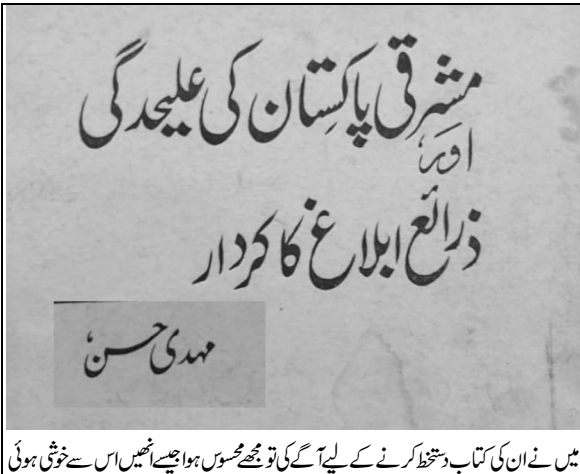 مشرقی پاکستان کی علیحدگی
اور
ذرائع ابلاغ کا کردار
مہدی حسن
میں نے ان کی کتاب دستخط کرنے کے لیے آگے کی تو مجھے محسوس ہوا جیسے انھیں اس سے خوشی ہوئی